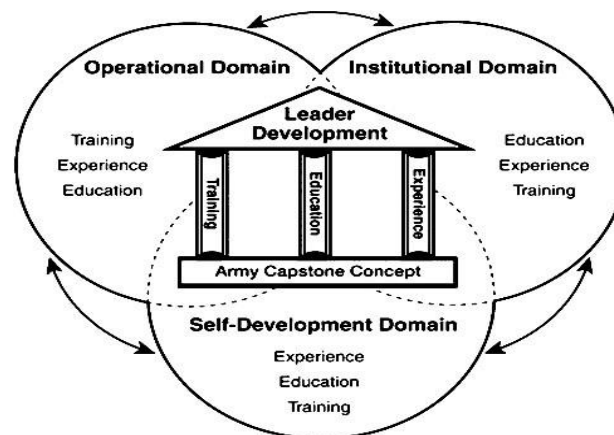 Operational Domain
Institutional Domain
Leader
Development
Training
Experience
Education
Education
Experience
Training
Training
Education
Experience
Army Capstone Concept
Self-Development Domain
Experience
Education
Training